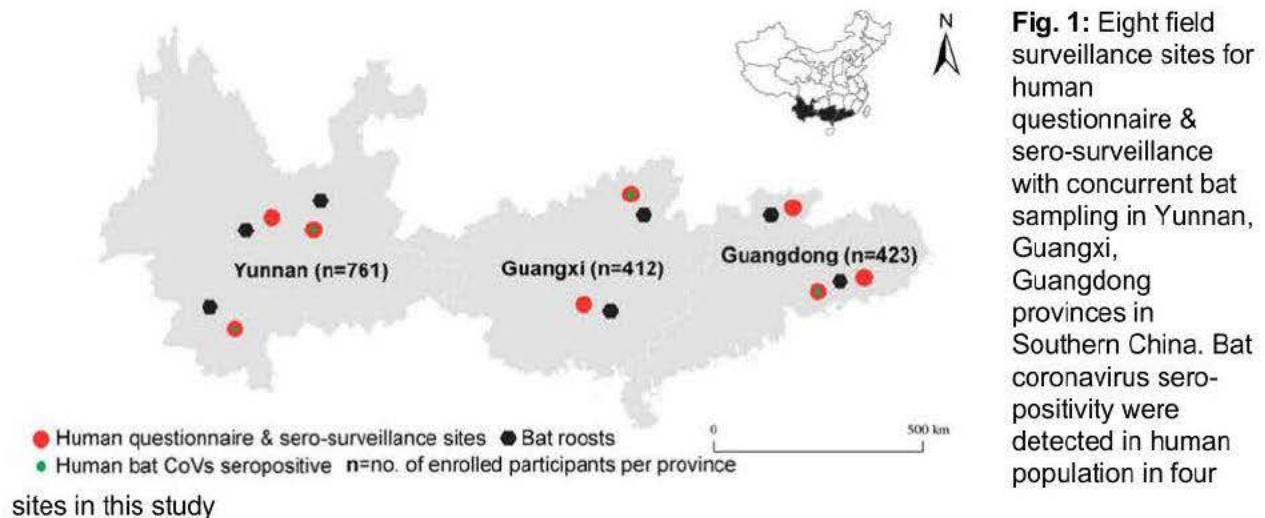 N
Yunnan (n=761)
Guangxi (n=412)
Guangdong (n=423)
Human questionnaire & sero-surveillance sites
Bat roosts
Human bat CoVs seropositive
n=no. of enrolled participants per province
0
500 km
Fig. 1: Eight field
surveillance sites for
human
questionnaire &
sero-surveillance
with concurrent bat
sampling in Yunnan,
Guangxi,
Guangdong
provinces in
Southern China. Bat
coronavirus sero-
positivity were
detected in human
population in four
sites in this study